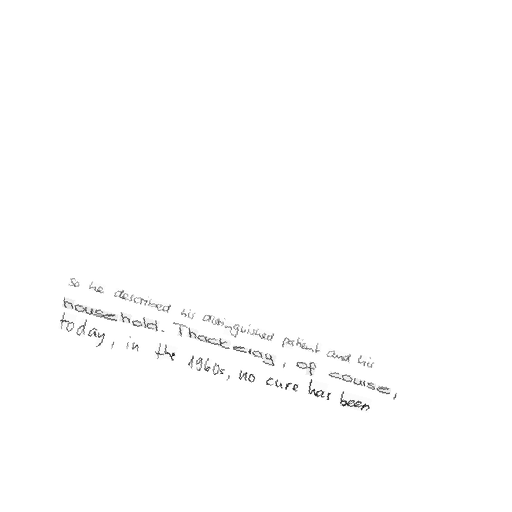 So he described his distinguished patient and his
household. Thackeray, of course,
today, in the 1960s, no cure has been